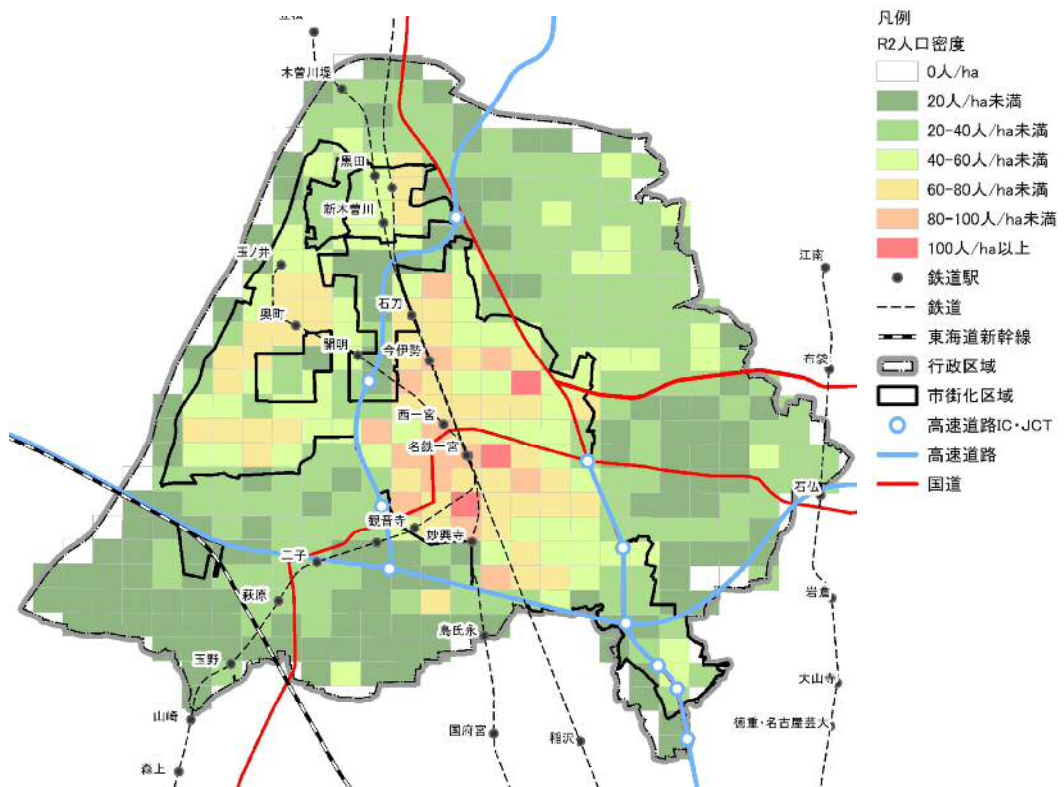 木曽川堤
黒田
新木曽川
玉ノ井
奥町
開明
石刀
今伊勢
西一宮
名鉄一宮
観音寺
妙興寺
二子
萩原
玉野
山崎
森上
島氏永
国府宮
稲沢
江南
布袋
石仏
岩倉
大山寺
徳重・名古屋芸大
凡例
R2人口密度
0人/ha
20人/ha未満
20-40人/ha未満
40-60人/ha未満
60-80人/ha未満
80-100人/ha未満
100人/ha以上
鉄道駅
鉄道
東海道新幹線
行政区域
市街化区域
高速道路IC・JCT
高速道路
国道